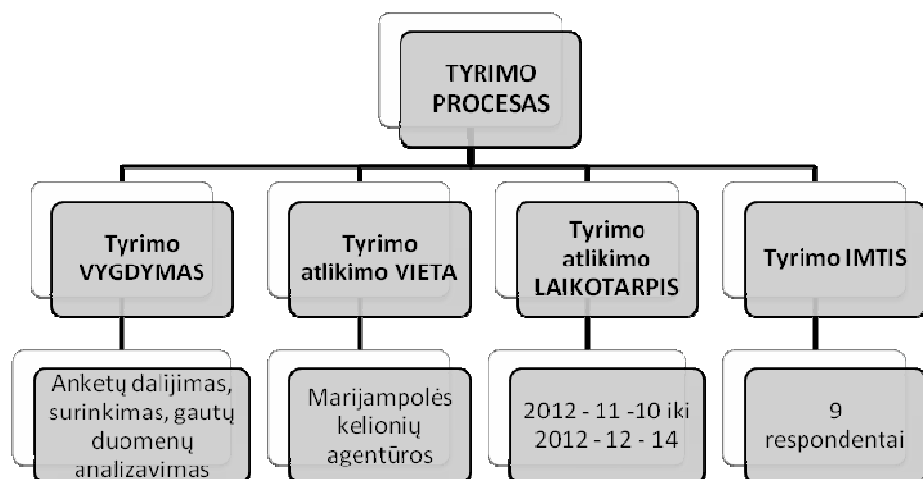 TYRIMO
PROCESAS
Tyrimo
VYGDYMAS
Tyrimo
atlikimo VIETA
Tyrimo
atlikimo
LAIKOTARPIS
Tyrimo IMTIS
Anketų dalijimas,
surinkimas, gautų
duomenų
analizavimas
Marijampolės
kelionių
agentūros
2012 - 11 -10 iki
2012 - 12 - 14
9
respondentai